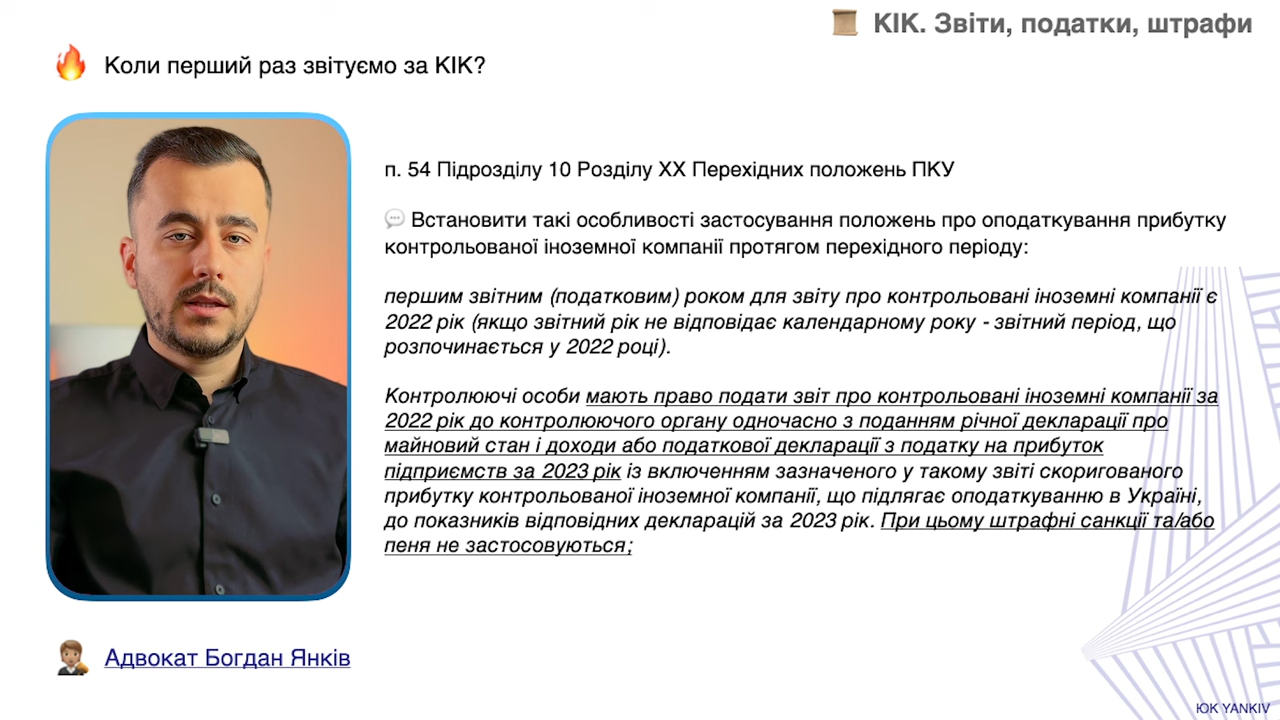 КІК. Звіти, податки, штрафи
Коли перший раз звітуємо за КІК?
п. 54 Підрозділу 10 Розділу XX Перехідних положень ПКУ
Встановити такі особливості застосування положень про оподаткування прибутку
контрольованої іноземної компанії протягом перехідного періоду:
першим звітним (податковим) роком для звіту про контрольовані іноземні компанії є
2022 рік (якщо звітний рік не відповідає календарному року - звітний період, що
розпочинається у 2022 році).
Контролюючі особи мають право подати звіт про контрольовані іноземні компанії за
2022 рік до контролюючого органу одночасно з поданням річної декларації про
майновий стан і доходи або податкової декларації з податку на прибуток
підприємств за 2023 рік із включенням зазначеного у такому звіті скоригованого
прибутку контрольованої іноземної компанії, що підлягає оподаткуванню в Україні,
до показників відповідних декларацій за 2023 рік. При цьому штрафні санкції та/або
пеня не застосовуються;
Адвокат Богдан Янків
ЮК YANKIV